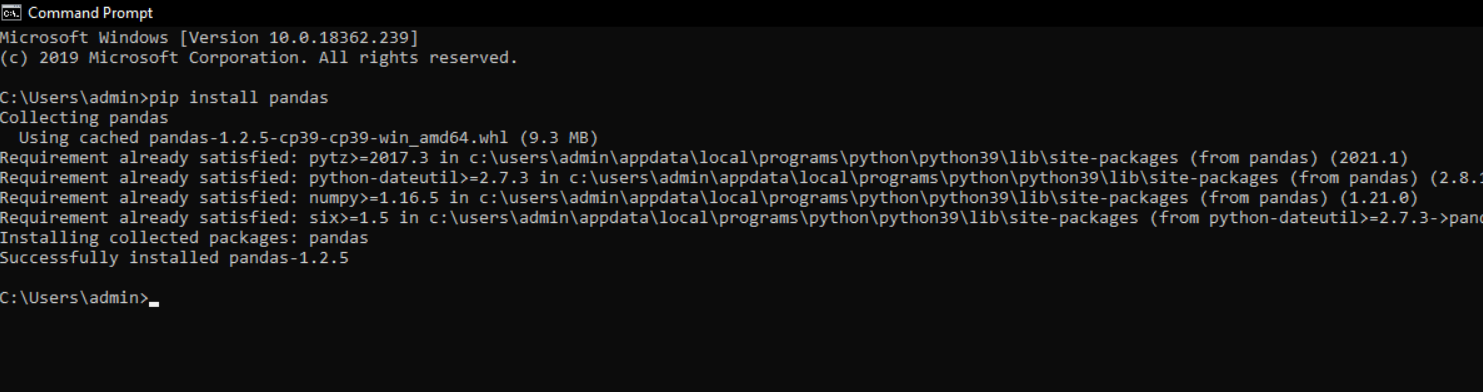 Command Prompt
Microsoft Windows [Version 10.0.18362.239]
(c) 2019 Microsoft Corporation. All rights reserved.
C:\Users\admin>pip install pandas
Collecting pandas
  Using cached pandas-1.2.5-cp39-cp39-win_amd64.whl (9.3 MB)
Requirement already satisfied: pytz>=2017.3 in c:\users\admin\appdata\local\programs\python\python39\lib\site-packages (from pandas) (2021.1)
Requirement already satisfied: python-dateutil>=2.7.3 in c:\users\admin\appdata\local\programs\python\python39\lib\site-packages (from pandas) (2.8.1
Requirement already satisfied: numpy>=1.16.5 in c:\users\admin\appdata\local\programs\python\python39\lib\site-packages (from pandas) (1.21.0)
Requirement already satisfied: six>=1.5 in c:\users\admin\appdata\local\programs\python\python39\lib\site-packages (from python-dateutil>=2.7.3->pand
Installing collected packages: pandas
Successfully installed pandas-1.2.5
C:\Users\admin>